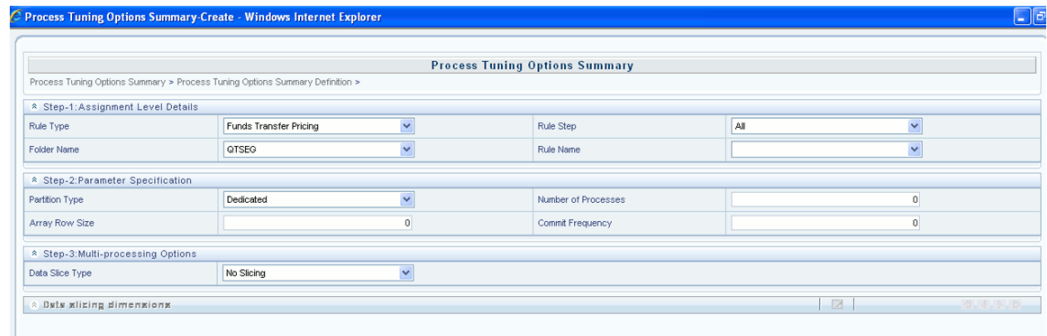 Process Tuning Options Summary-Create - Windows Internet Explorer
Process Tuning Options Summary
Process Tuning Options Summary > Process Tuning Options Summary Definition >
Step-1:Assignment Level Details
Rule Type Funds Transfer Pricing Rule Step All
Folder Name QTSEG Rule Name
Step-2:Parameter Specification
Partition Type Dedicated Number of Processes 0
Array Row Size 0 Commit Frequency 0
Step-3:Multi-processing Options
Data Slice Type No Slicing
Data slicing dimensions